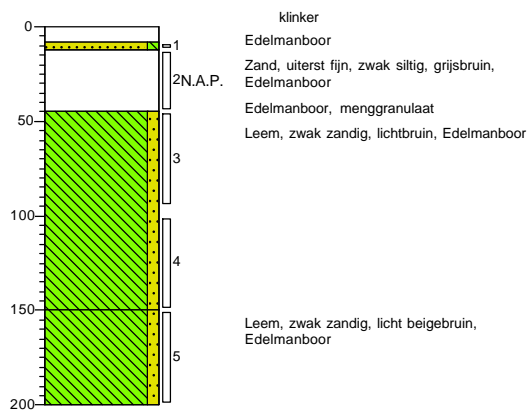 klinker
0
Edelmanboor
1
Zand, uiterst fijn, zwak siltig, grijsbruin,
Edelmanboor
2N.A.P.
Edelmanboor, menggranulaat
50
Leem, zwak zandig, lichtbruin, Edelmanboor
3
100
4
150
Leem, zwak zandig, licht beigebruin,
Edelmanboor
5
200